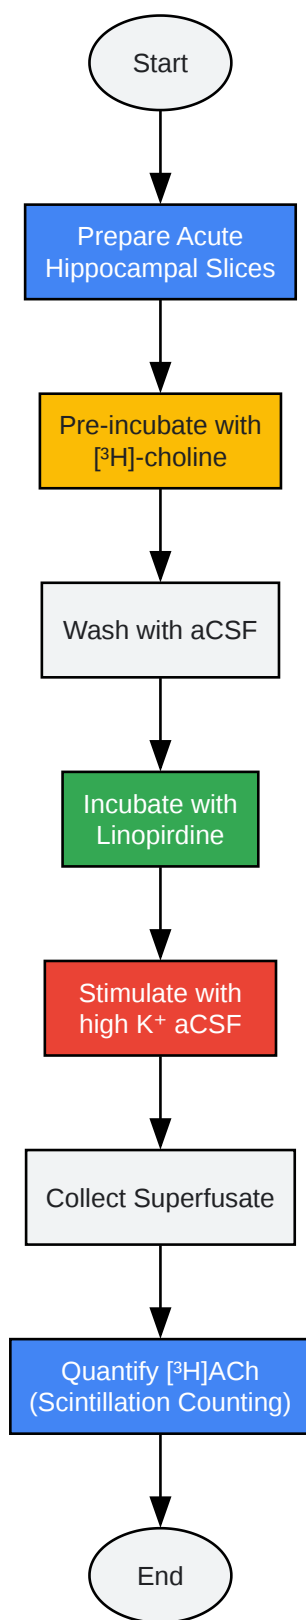 Start
Prepare Acute
Hippocampal Slices
Pre-incubate with
[³H]-choline
Wash with aCSF
Incubate with
Linopirdine
Stimulate with
high K⁺ aCSF
Collect Superfusate
Quantify [³H]ACh
(Scintillation Counting)
End